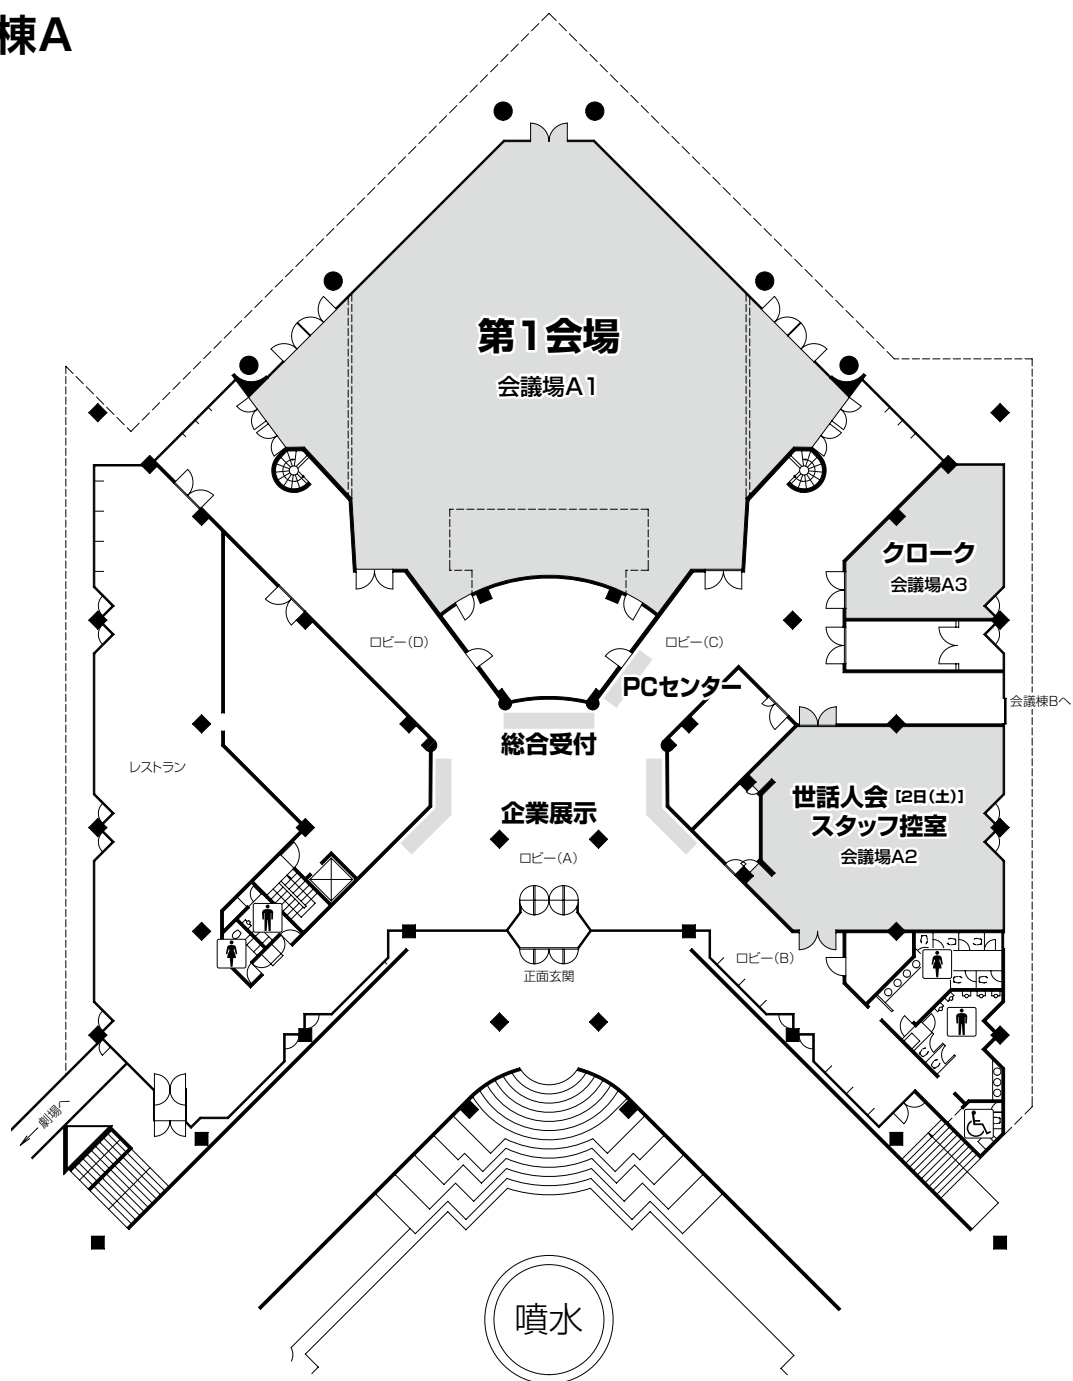 棟A
第1会場
会議場A1
クローク
会議場A3
ロビー(D)
ロビー(C)
PCセンター
会議棟Bへ
総合受付
レストラン
世話人会 [2日(土)]
スタッフ控室
会議場A2
企業展示
ロビー(A)
ロビー(B)
正面玄関
劇場へ
噴水